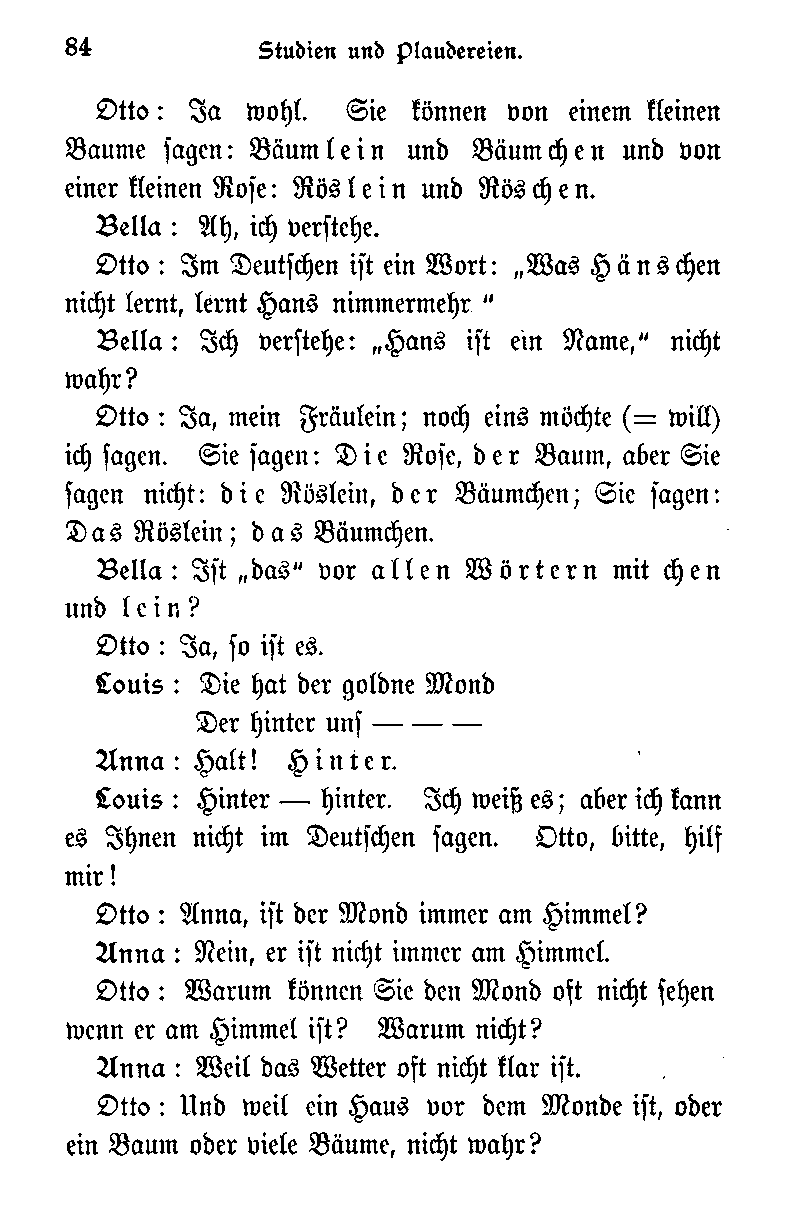 84 Studien und Plaudereien.
Otto: Ja wohl. Sie können von einem kleinen
Baume sagen: Bäumlein und Bäumchen und von
einer kleinen Rose: Röslein und Röschen.
Bella: Ah, ich verstehe.
Otto: Im Deutschen ist ein Wort: „Was Hänschen
nicht lernt, lernt Hans nimmermehr “
Bella: Ich verstehe: „Hans ist ein Name,“ nicht
wahr?
Otto: Ja, mein Fräulein; noch eins möchte (= will)
ich sagen. Sie sagen: Die Rose, der Baum, aber Sie
sagen nicht: die Röslein, der Bäumchen; Sie sagen:
Das Röslein; das Bäumchen.
Bella: Ist „das“ vor allen Wörtern mit chen
und lein?
Otto: Ja, so ist es.
Louis: Die hat der goldne Mond
Der hinter uns — — —
Anna: Halt! Hinter.
Louis: Hinter — hinter. Ich weiß es; aber ich kann
es Ihnen nicht im Deutschen sagen. Otto, bitte, hilf
mir!
Otto: Anna, ist der Mond immer am Himmel?
Anna: Nein, er ist nicht immer am Himmel.
Otto: Warum können Sie den Mond oft nicht sehen
wenn er am Himmel ist? Warum nicht?
Anna: Weil das Wetter oft nicht klar ist.
Otto: Und weil ein Haus vor dem Monde ist, oder
ein Baum oder viele Bäume, nicht wahr?